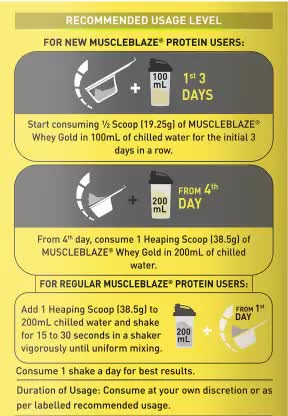 RECOMMENDED USAGE LEVEL
FOR NEW MUSCLEBLAZE® PROTEIN USERS:
100 mL
1st 3
DAYS
Start consuming ½ Scoop (19.25g) of MUSCLEBLAZE®
Whey Gold in 100mL of chilled water for the initial 3
days in a row.
200 mL
FROM 4th
DAY
From 4th day, consume 1 Heaping Scoop (38.5g) of
MUSCLEBLAZE® Whey Gold in 200mL of chilled
water.
FOR REGULAR MUSCLEBLAZE® PROTEIN USERS:
Add 1 Heaping Scoop (38.5g) to
200mL chilled water and shake
for 15 to 30 seconds in a shaker
vigorously until uniform mixing.
200
mL
FROM 1st
DAY
Consume 1 shake a day for best results.
Duration of Usage: Consume at your own discretion or as
per labelled recommended usage.